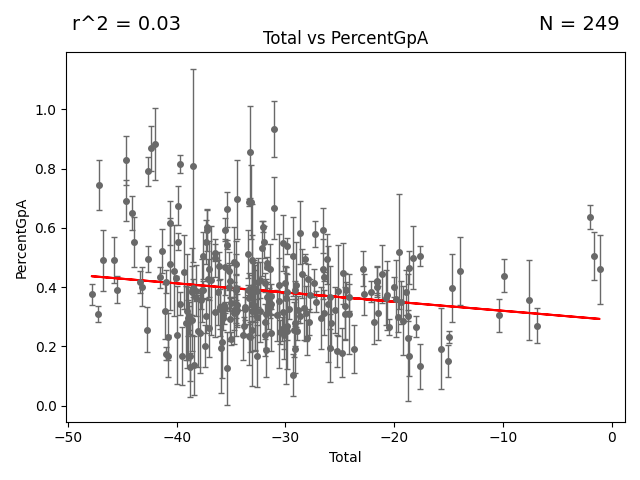 r^2 = 0.03
N = 249
Total vs PercentGpA
PercentGpA
1.0
0.8
0.6
0.4
0.2
0.0
−50
−40
−30
−20
−10
0
Total